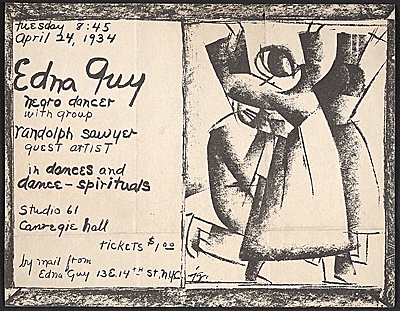 Tuesday 8:45
April 24, 1934
Edna Guy
negro dancer
with group
randolph sawyer
guest artist
in dances and
dance-spirituals
Studio 61
Carnegie hall
tickets $1.00
by mail from
Edna Guy 13 E. 14TH St, N.Y.C.